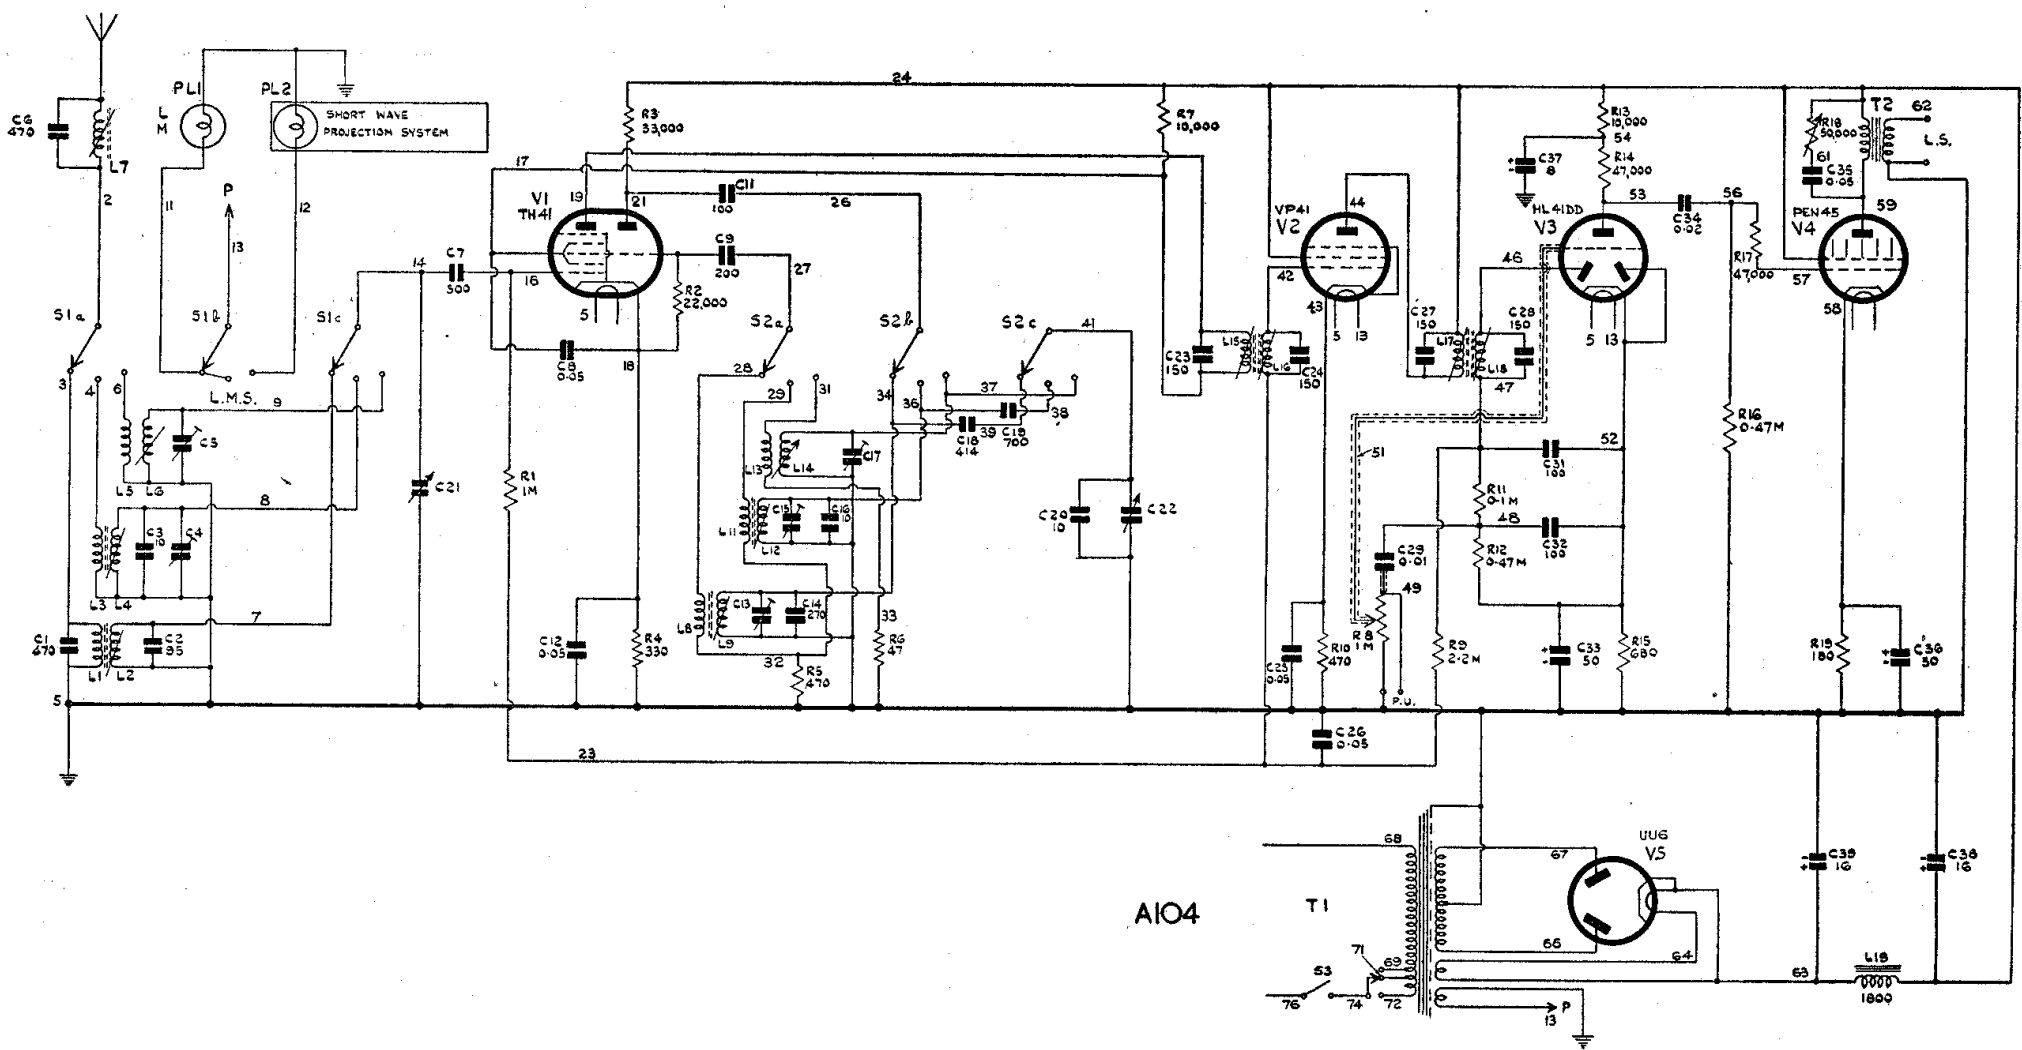 24
PL1
PL2
L
M
SHORT WAVE
PROJECTION SYSTEM
C6
470
L7
R3
33,000
R7
10,000
R13
10,000
54
C37
8
R14
47,000
R18
50,000
61
C35
0.05
T2
62
L.S.
17
P
11
12
13
2
V1
TH41
19
21
C11
100
26
VP41
V2
44
HL41DD
V3
53
C34
0.02
56
PEN45
V4
59
R17
47,000
57
14
C7
300
16
5
R2
22,000
C9
200
27
42
43
5
13
46
5
13
58
S1a
S1b
S1c
C8
0.05
18
S2a
S2b
S2c
41
C23
150
L15
L16
C24
150
C27
150
L17
L18
C28
150
47
3
4
6
L.M.S.
9
28
29
31
34
36
37
38
C18
414
39
C19
700
C5
L5
L6
8
L13
L14
C17
R1
1M
C21
51
C31
100
52
R16
0.47M
R11
0.1M
48
C32
100
R12
0.47M
C29
0.01
49
C3
10
C4
L3
L4
L11
L12
C15
C16
10
C20
10
C22
7
C1
470
L1
L2
C2
95
C12
0.05
R4
330
L8
L9
C13
C14
270
32
R5
470
33
R6
47
C25
0.05
R10
470
R8
1M
R9
2.2M
P.U.
C33
50
R15
680
R19
180
C36
50
5
23
C26
0.05
68
67
UU6
V5
C39
16
C38
16
A104
T1
66
64
71
69
S3
76
74
72
63
L19
1800
P
13